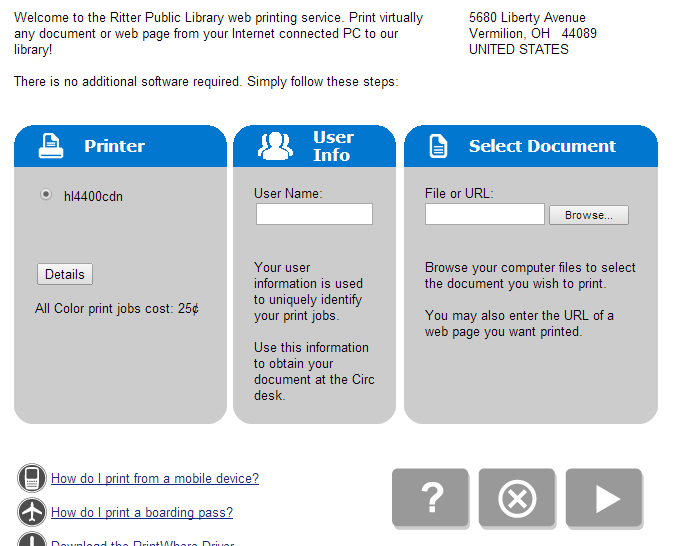 Welcome to the Ritter Public Library web printing service. Print virtually
any document or web page from your Internet connected PC to our
library!
There is no additional software required. Simply follow these steps:
5680 Liberty Avenue
Vermilion, OH 44089
UNITED STATES
Printer
hl4400cdn
Details
All Color print jobs cost: 25¢
User
Info
User Name:
Your user
information is used
to uniquely identify
your print jobs.
Use this information
to obtain your
document at the Circ
desk.
Select Document
File or URL:
Browse...
Browse your computer files to select
the document you wish to print.
You may also enter the URL of a
web page you want printed.
How do I print from a mobile device?
How do I print a boarding pass?
Download the PrintWhere Driver
?